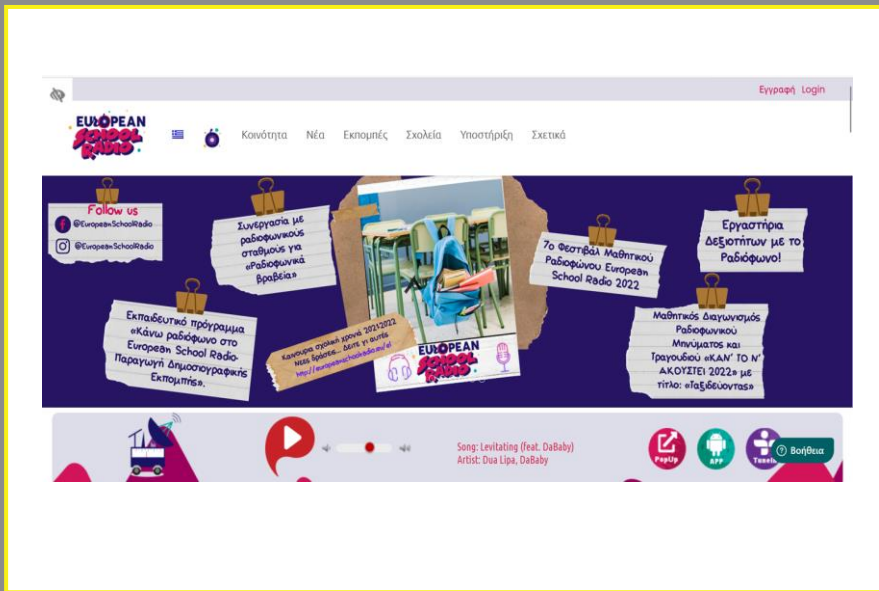 Εγγραφή Login
EUROPEAN
SCHOOL
RADIO
Κοινότητα Νέα Εκπομπές Σχολεία Υποστήριξη Σχετικά
Follow us
@EuropeanSchoolRadio
@EuropeanSchoolRadio
Συνεργασία με
ραδιοφωνικούς
σταθμούς για
«Ραδιοφωνικά
βραβεία»
Εκπαιδευτικό πρόγραμμα
«Κάνω ραδιόφωνο στο
European School Radio-
Παραγωγή Δημοσιογραφικής
Εκπομπής».
Καινούρια σχολική χρονιά 2021-2022
Νέες δράσεις... Δείτε γι αυτές
http://europeanschoolradio.eu/el
EUROPEAN
SCHOOL
RADIO
7ο Φεστιβάλ Μαθητικού
Ραδιοφώνου European
School Radio 2022
Εργαστήρια
Δεξιοτήτων με το
Ραδιόφωνο!
Μαθητικός Διαγωνισμός
Ραδιοφωνικού
Μηνύματος και
Τραγουδιού «ΚΑΝ' ΤΟ Ν'
ΑΚΟΥΣΤΕΙ 2022» με
τίτλο: «Ταξιδεύοντας»
Song: Levitating (feat. DaBaby)
Artist: Dua Lipa, DaBaby
PopUp
APP
TuneIn
Βοήθεια